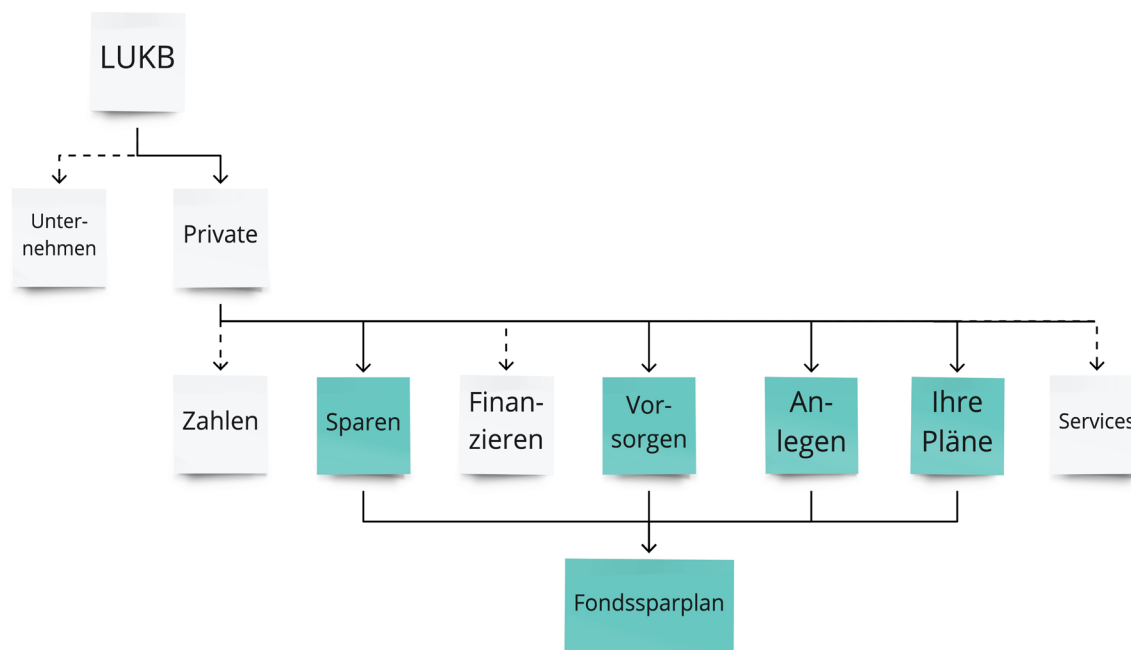 LUKB
Unter-
nehmen
Private
Zahlen
Sparen
Finan-
zieren
Vor-
sorgen
An-
legen
Ihre
Pläne
Services
Fondssparplan